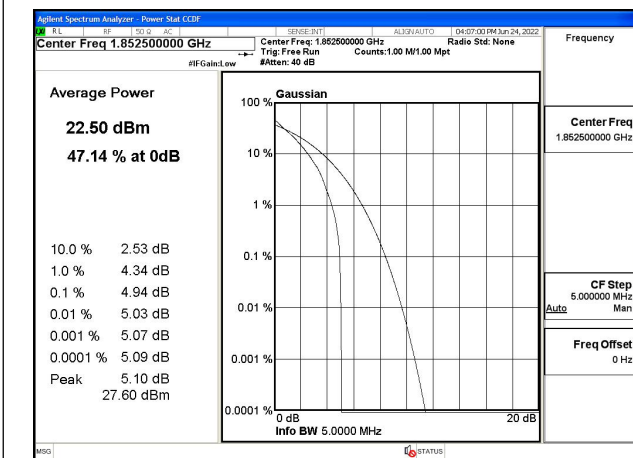 Agilent Spectrum Analyzer - Power Stat CCDF
LXI RL RF 50 Ω AC SENSE:INT ALIGNAUTO 04:07:00 PM Jun 24, 2022
Center Freq 1.852500000 GHz
Center Freq: 1.852500000 GHz Radio Std: None
Trig: Free Run Counts:1.00 M/1.00 Mpt
#IFGain:Low #Atten: 40 dB
Frequency
Average Power
22.50 dBm
47.14 % at 0dB
10.0 % 2.53 dB
1.0 % 4.34 dB
0.1 % 4.94 dB
0.01 % 5.03 dB
0.001 % 5.07 dB
0.0001 % 5.09 dB
Peak 5.10 dB
27.60 dBm
Gaussian
100 %
10 %
1 %
0.1 %
0.01 %
0.001 %
0.0001 %
0 dB 20 dB
Info BW 5.0000 MHz
Center Freq
1.852500000 GHz
CF Step
5.000000 MHz
Auto Man
Freq Offset
0 Hz
MSG STATUS